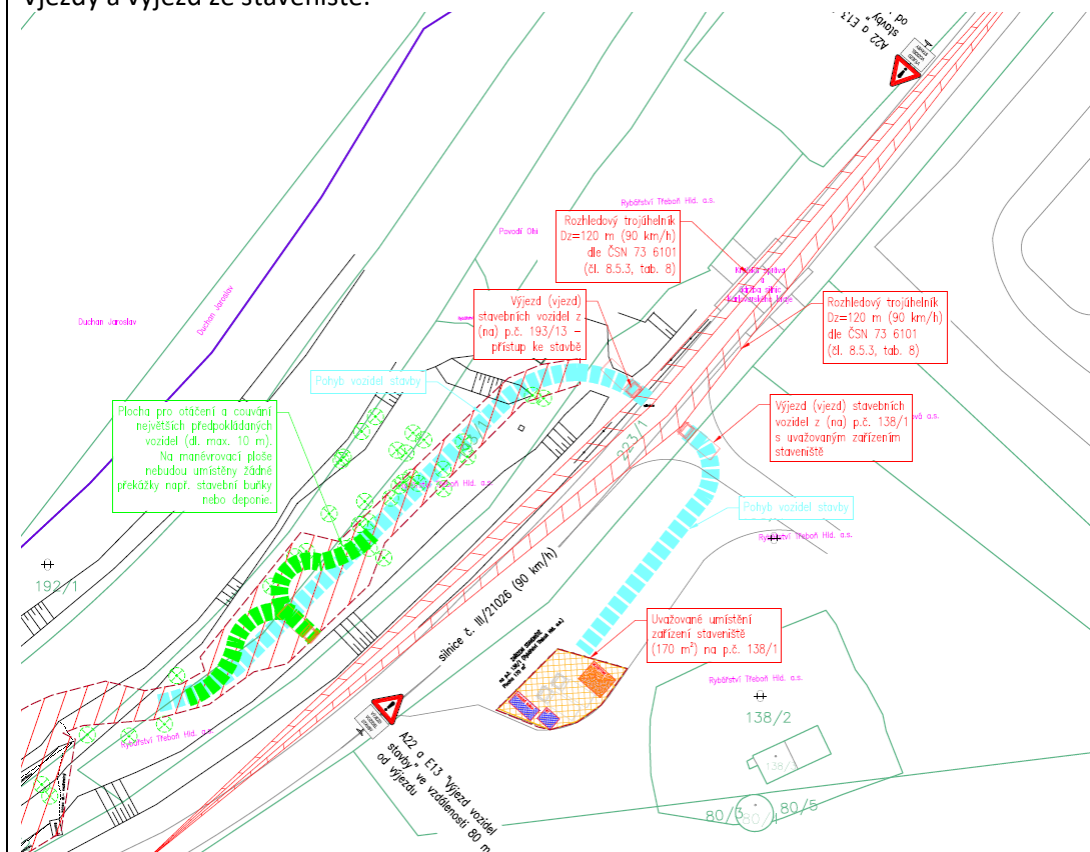 vjezdy a výjezd ze staveniště:
A22 a E13
stavby"
od
Rybářství Třeboň Hld. a.s.
Rozhledový trojúhelník
Dz=120 m (90 km/h)
dle ČSN 73 6101
(čl. 8.5.3, tab. 8)
Povodí Ohř
Duchan Jaroslav
Duchan Jaroslav
Výjezd (vjezd)
stavebních vozidel z
(na) p.č. 193/13 –
přístup ke stavbě
Rozhledový trojúhelník
Dz=120 m (90 km/h)
dle ČSN 73 6101
(čl. 8.5.3, tab. 8)
Pohyb vozidel stavby
Plocha pro otáčení a couvání
největších předpokládaných
vozidel (dl. max. 10 m).
Na manévrovací ploše
nebudou umístěny žádné
překážky např. stavební buňky
nebo deponie.
Výjezd (vjezd) stavebních
vozidel z (na) p.č. 138/1
s uvažovaným zařízením
staveniště
223/1
Pohyb vozidel stavby
Rybářství Třeboň Hld. a.s.
192/1
silnice č. III/21026 (90 km/h)
Uvažované umístění
zařízení staveniště
(170 m²) na p.č. 138/1
Rybářství Třeboň Hld. a.s.
138/2
Rybářství Třeboň Hld. a.s.
A22 a E13 "Výjezd vozidel
stavby" ve vzdálenosti 80 m
od výjezdu
80/3
80/5